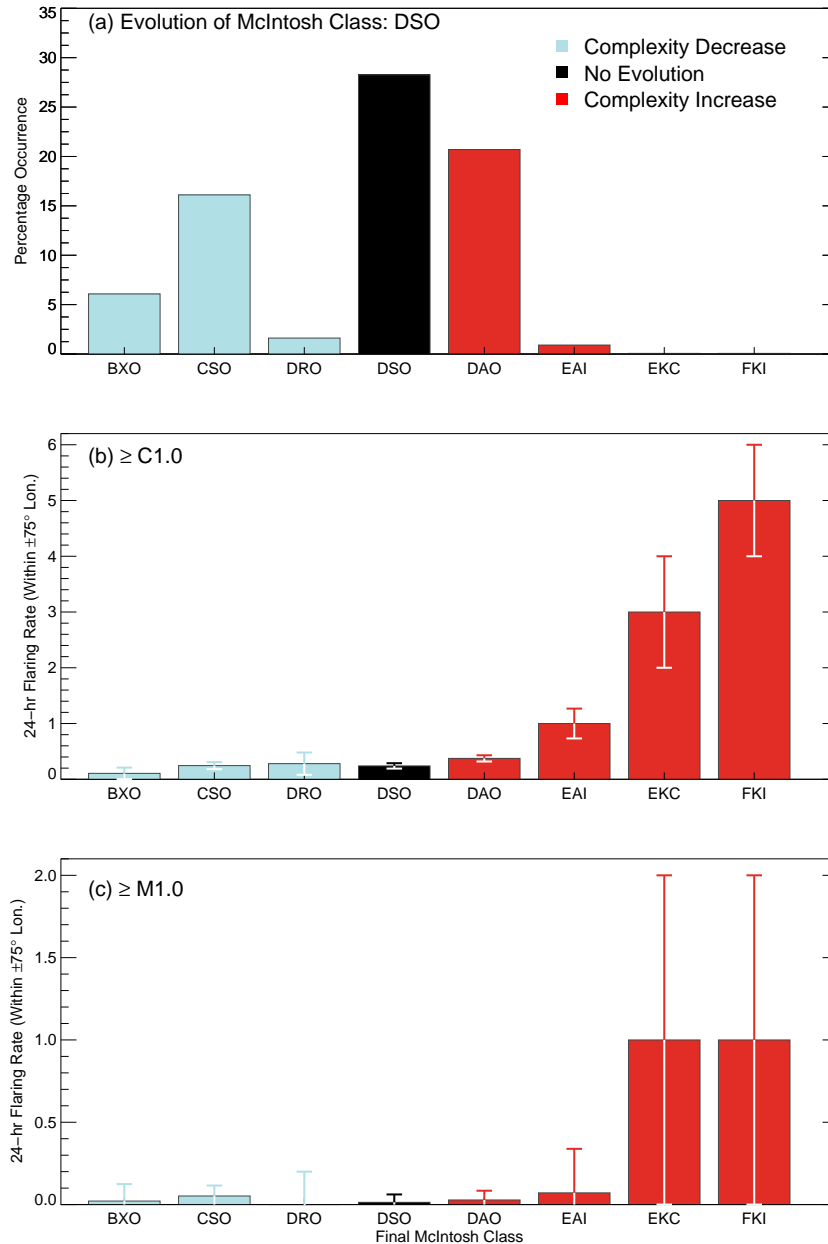 (a) Evolution of McIntosh Class: DSO
Complexity Decrease
No Evolution
Complexity Increase
Percentage Occurrence
35
30
25
20
15
10
5
0
BXO CSO DRO DSO DAO EAI EKC FKI
(b) ≥ C1.0
24−hr Flaring Rate (Within ±75° Lon.)
6
5
4
3
2
1
0
BXO CSO DRO DSO DAO EAI EKC FKI
(c) ≥ M1.0
24−hr Flaring Rate (Within ±75° Lon.)
2.0
1.5
1.0
0.5
0.0
BXO CSO DRO DSO DAO EAI EKC FKI
Final McIntosh Class